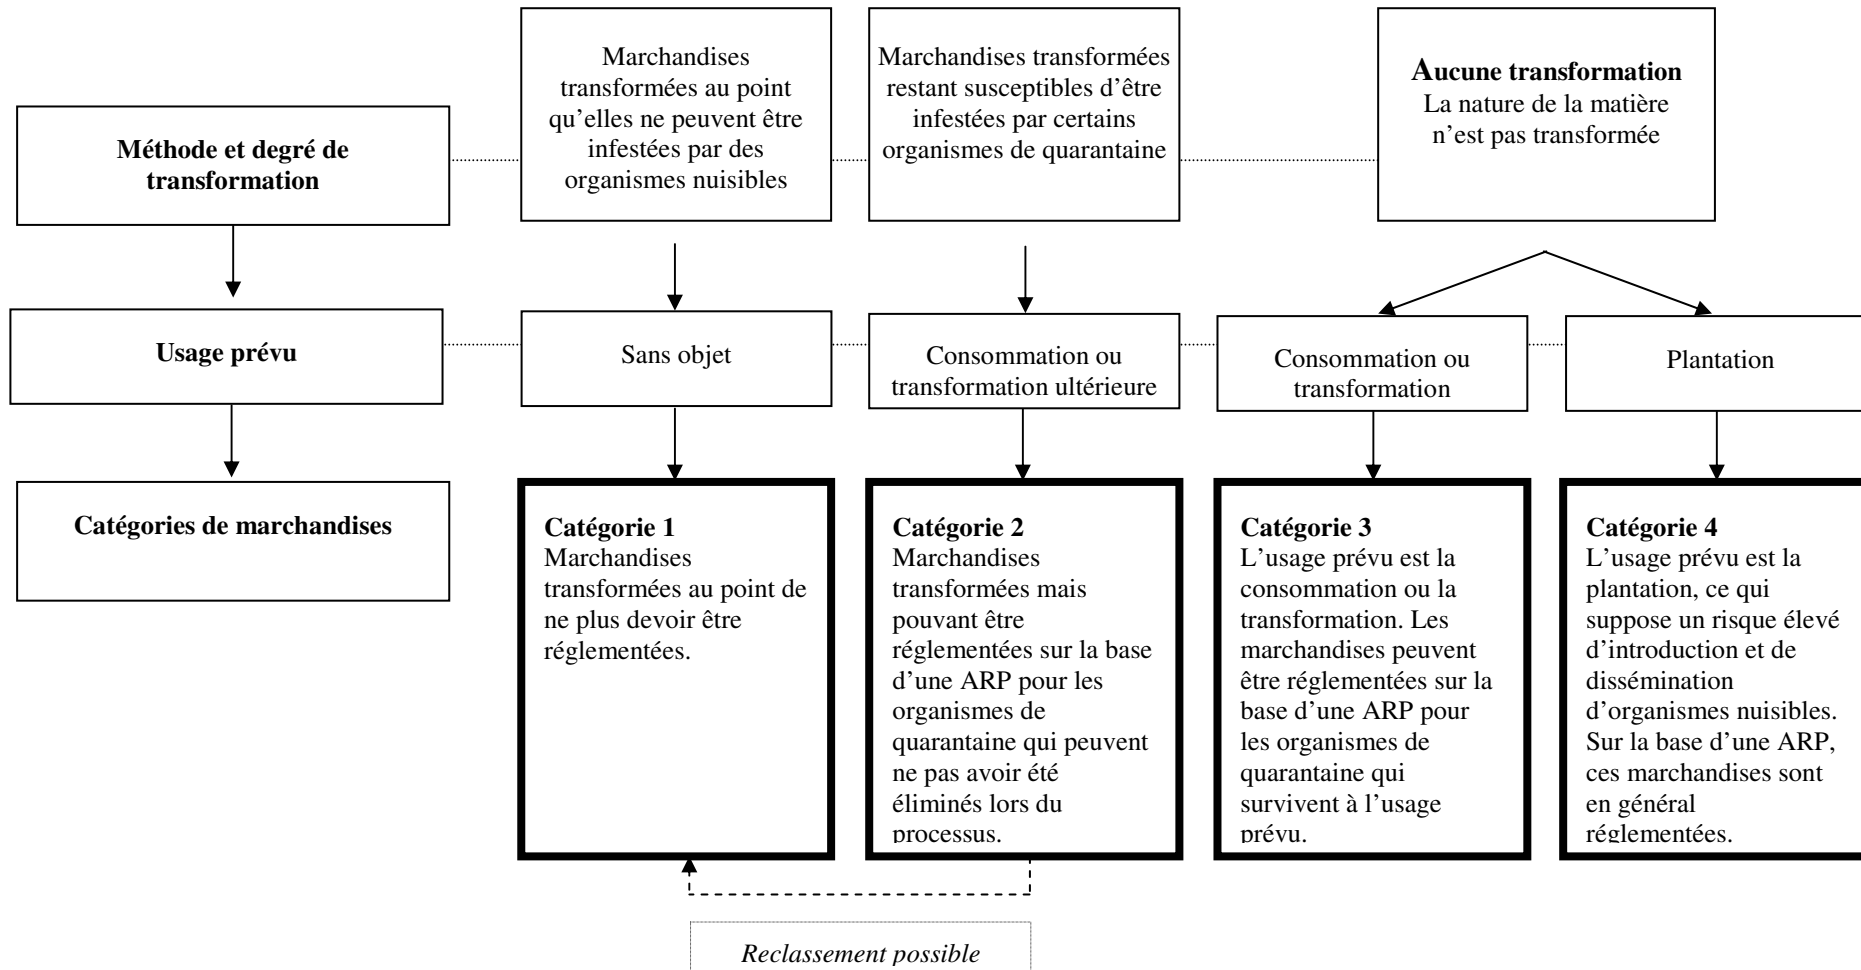 Méthode et degré de
transformation
Marchandises
transformées au point
qu'elles ne peuvent être
infestées par des
organismes nuisibles
Marchandises transformées
restant susceptibles d'être
infestées par certains
organismes de quarantaine
Aucune transformation
La nature de la matière
n'est pas transformée
Usage prévu
Sans objet
Consommation ou
transformation ultérieure
Consommation ou
transformation
Plantation
Catégories de marchandises
Catégorie 1
Marchandises
transformées au point de
ne plus devoir être
réglementées.
Catégorie 2
Marchandises
transformées mais
pouvant être
réglementées sur la base
d'une ARP pour les
organismes de
quarantaine qui peuvent
ne pas avoir été
éliminés lors du
processus.
Catégorie 3
L'usage prévu est la
consommation ou la
transformation. Les
marchandises peuvent
être réglementées sur la
base d'une ARP pour
les organismes de
quarantaine qui
survivent à l'usage
prévu.
Catégorie 4
L'usage prévu est la
plantation, ce qui
suppose un risque élevé
d'introduction et de
dissémination
d'organismes nuisibles.
Sur la base d'une ARP,
ces marchandises sont
en général
réglementées.
Reclassement possible